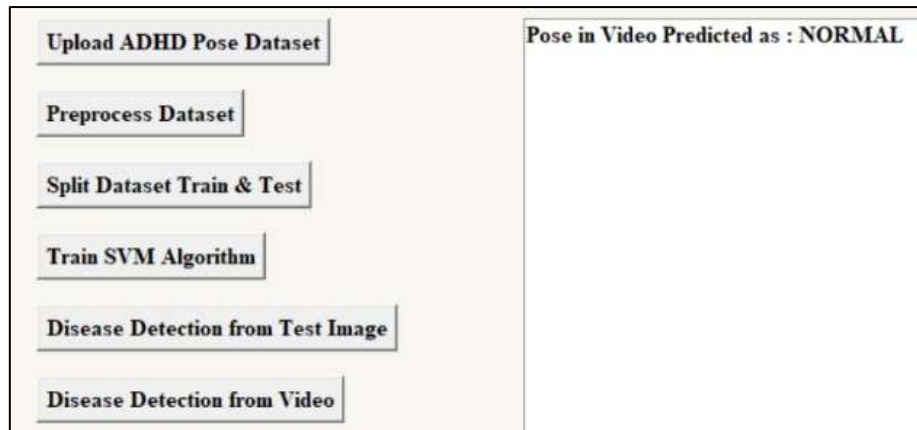 Upload ADHD Pose Dataset
Preprocess Dataset
Split Dataset Train & Test
Train SVM Algorithm
Disease Detection from Test Image
Disease Detection from Video
Pose in Video Predicted as : NORMAL